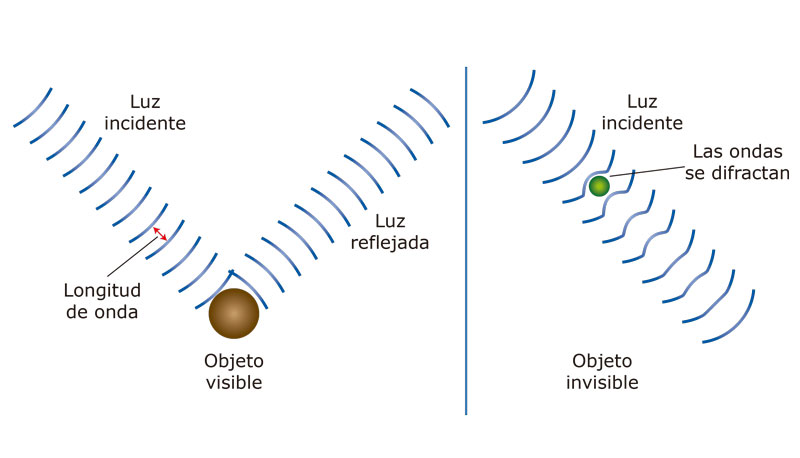 Luz
incidente
Longitud
de onda
Luz
reflejada
Objeto
visible
Luz
incidente
Las ondas
se difractan
Objeto
invisible